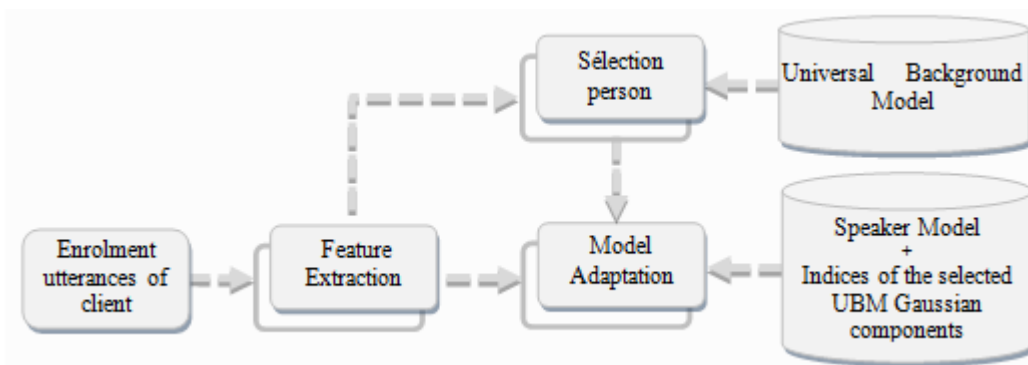 Sélection
person
Universal Background
Model
Enrolment
utterances of
client
Feature
Extraction
Model
Adaptation
Speaker Model
+
Indices of the selected
UBM Gaussian
components